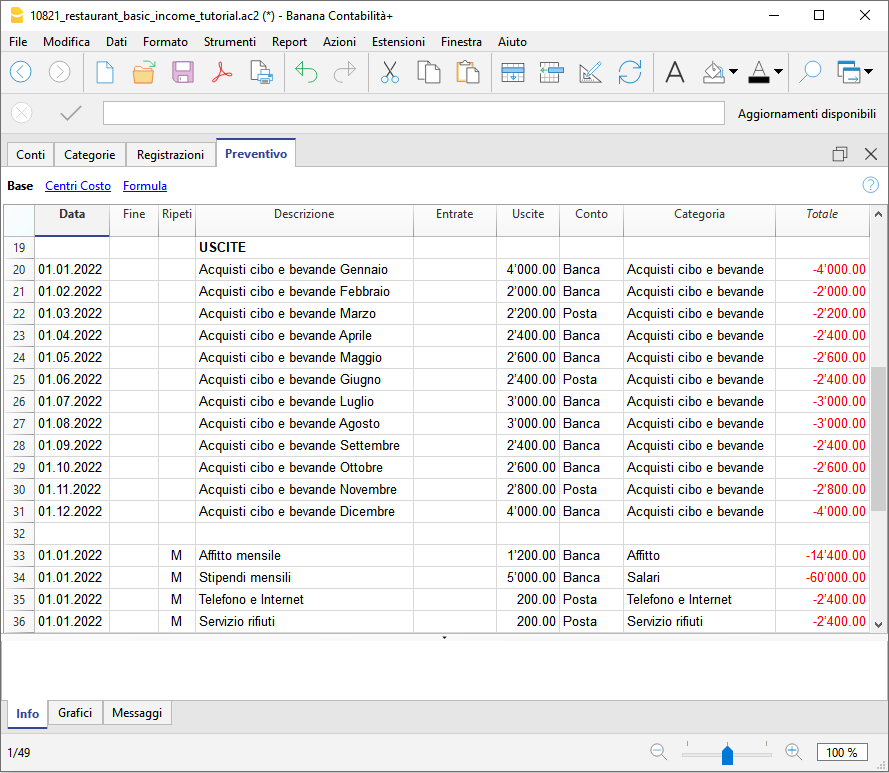 10821_restaurant_basic_income_tutorial.ac2 (*) - Banana Contabilità+
File Modifica Dati Formato Strumenti Report Azioni Estensioni Finestra Aiuto
Aggiornamenti disponibili
Conti Categorie Registrazioni Preventivo
Base Centri Costo Formula
Data Fine Ripeti Descrizione Entrate Uscite Conto Categoria Totale
19 USCITE
20 01.01.2022 Acquisti cibo e bevande Gennaio 4’000.00 Banca Acquisti cibo e bevande -4’000.00
21 01.02.2022 Acquisti cibo e bevande Febbraio 2’000.00 Banca Acquisti cibo e bevande -2’000.00
22 01.03.2022 Acquisti cibo e bevande Marzo 2’200.00 Posta Acquisti cibo e bevande -2’200.00
23 01.04.2022 Acquisti cibo e bevande Aprile 2’400.00 Banca Acquisti cibo e bevande -2’400.00
24 01.05.2022 Acquisti cibo e bevande Maggio 2’600.00 Banca Acquisti cibo e bevande -2’600.00
25 01.06.2022 Acquisti cibo e bevande Giugno 2’400.00 Posta Acquisti cibo e bevande -2’400.00
26 01.07.2022 Acquisti cibo e bevande Luglio 3’000.00 Banca Acquisti cibo e bevande -3’000.00
27 01.08.2022 Acquisti cibo e bevande Agosto 3’000.00 Banca Acquisti cibo e bevande -3’000.00
28 01.09.2022 Acquisti cibo e bevande Settembre 2’400.00 Banca Acquisti cibo e bevande -2’400.00
29 01.10.2022 Acquisti cibo e bevande Ottobre 2’600.00 Banca Acquisti cibo e bevande -2’600.00
30 01.11.2022 Acquisti cibo e bevande Novembre 2’800.00 Posta Acquisti cibo e bevande -2’800.00
31 01.12.2022 Acquisti cibo e bevande Dicembre 4’000.00 Banca Acquisti cibo e bevande -4’000.00
32
33 01.01.2022 M Affitto mensile 1’200.00 Banca Affitto -14’400.00
34 01.01.2022 M Stipendi mensili 5’000.00 Banca Salari -60’000.00
35 01.01.2022 M Telefono e Internet 200.00 Posta Telefono e Internet -2’400.00
36 01.01.2022 M Servizio rifiuti 200.00 Posta Servizio rifiuti -2’400.00
Info Grafici Messaggi
1/49 100 %